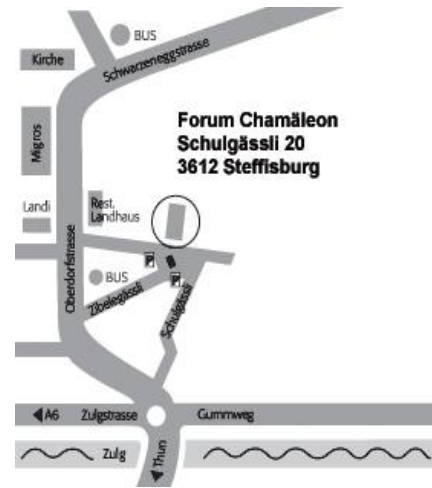 BUS
Kirche
Schwarzeneggstrasse
Forum Chamäleon
Schulgässli 20
3612 Steffisburg
Migros
Landi
Rest.
Landhaus
P
Oberdorfstrasse
BUS
P
Zibelegässli
Schulgässli
A6
Zulgstrasse
Gummweg
Zulg
Thun